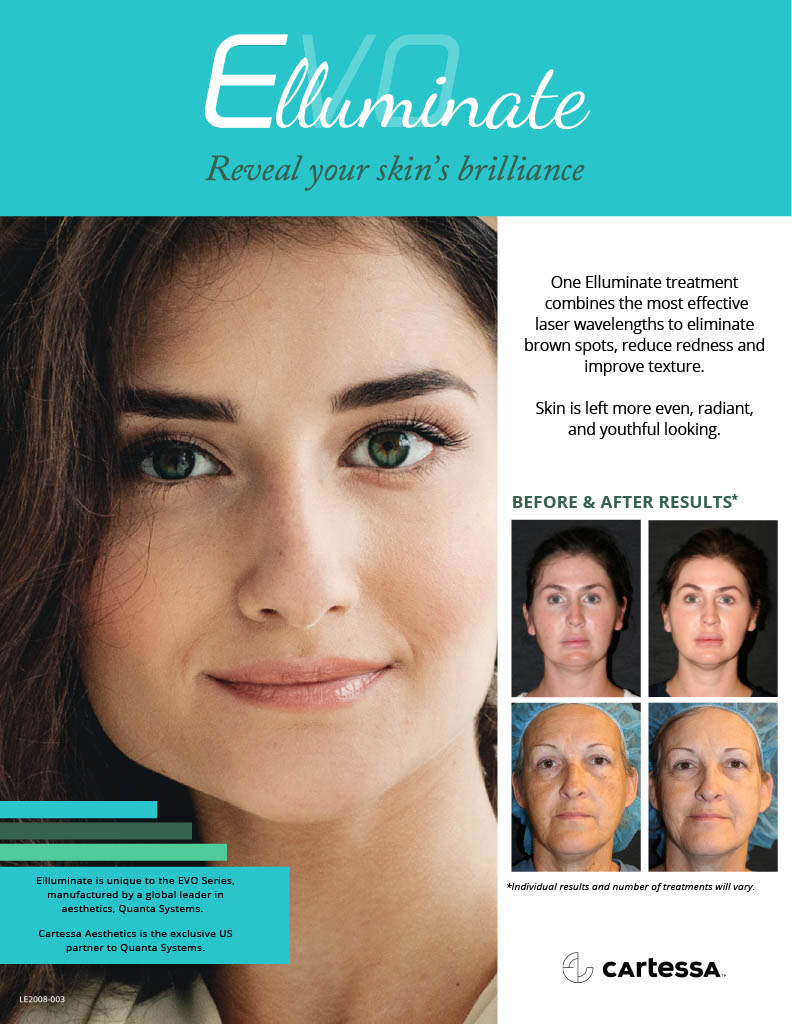 EVO
Elluminate
Reveal your skin's brilliance
One Elluminate treatment
combines the most effective
laser wavelengths to eliminate
brown spots, reduce redness and
improve texture.
Skin is left more even, radiant,
and youthful looking.
BEFORE & AFTER RESULTS*
*Individual results and number of treatments will vary.
Ellluminate is unique to the EVO Series,
manufactured by a global leader in
aesthetics, Quanta Systems.
Cartessa Aesthetics is the exclusive US
partner to Quanta Systems.
LE2008-003
CARTESSA™